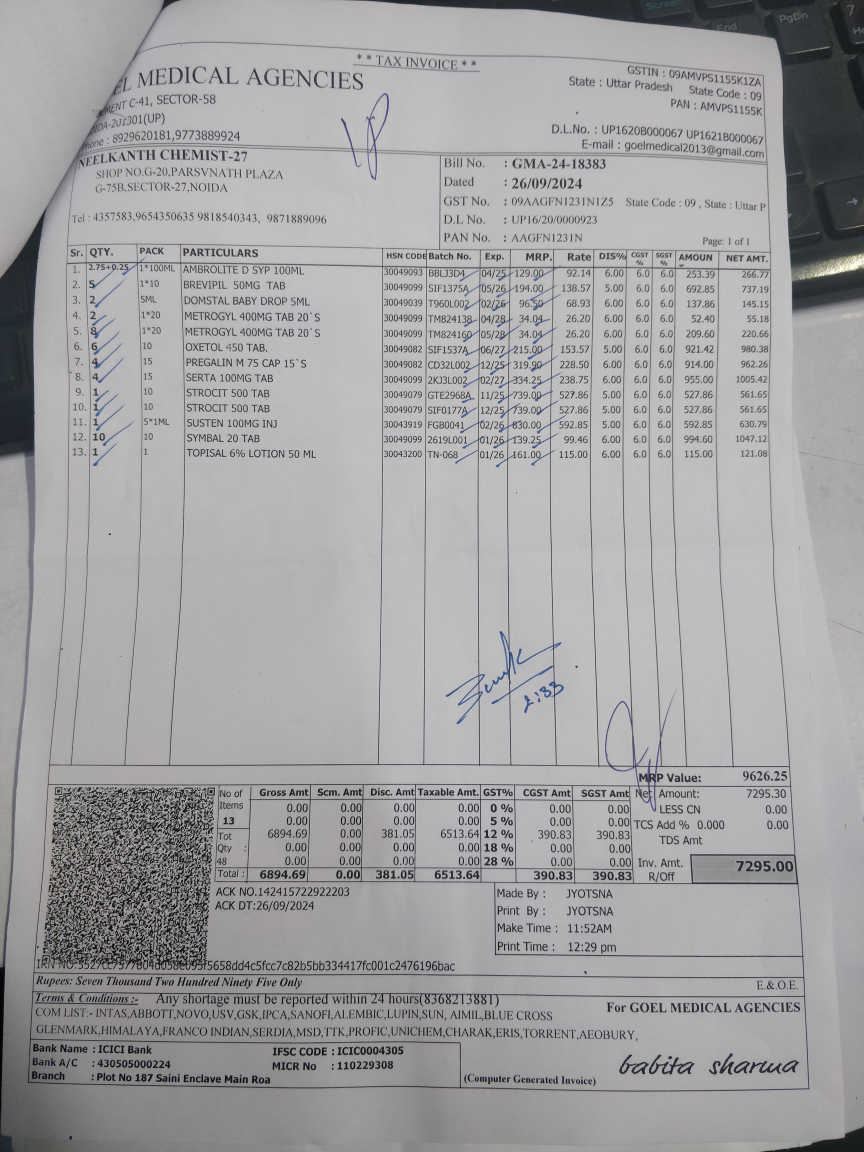 * * TAX INVOICE * *
EL MEDICAL AGENCIES
MENT C-41, SECTOR-58
DA-201301(UP)
hone : 8929620181,9773889924
GSTIN : 09AMVPS1155K1ZA
State : Uttar Pradesh State Code : 09
PAN : AMVPS1155K
D.L.No. : UP1620B000067 UP1621B000067
E-mail : goelmedical2013@gmail.com
NEELKANTH CHEMIST-27
SHOP NO.G-20,PARSVNATH PLAZA
G-75B,SECTOR-27,NOIDA
Tel : 4357583,9654350635 9818540343, 9871889096
Bill No. : GMA-24-18383
Dated : 26/09/2024
GST No. : 09AAGFN1231N1Z5 State Code : 09 , State : Uttar P
D.L No. : UP16/20/0000923
PAN No. : AAGFN1231N
Page: 1 of 1
Sr. QTY. PACK PARTICULARS HSN CODE Batch No. Exp. MRP. Rate DIS% CGST % SGST % AMOUN NET AMT.
1. 2.75+0.25 1*100ML AMBROLITE D SYP 100ML 30049093 BBLJ33D4 04/25 129.00 92.14 6.00 6.0 6.0 253.39 266.77
2. 5 1*10 BREVIPIL 50MG TAB 30049099 SIF1375A 05/26 194.00 138.57 5.00 6.0 6.0 692.85 737.19
3. 2 5ML DOMSTAL BABY DROP 5ML 30049039 T960L002 02/26 96.50 68.93 6.00 6.0 6.0 137.86 145.15
4. 2 1*20 METROGYL 400MG TAB 20`S 30049099 TM824138 04/28 34.04 26.20 6.00 6.0 6.0 52.40 55.18
5. 8 1*20 METROGYL 400MG TAB 20`S 30049099 TM824160 05/28 34.04 26.20 6.00 6.0 6.0 209.60 220.66
6. 6 10 OXETOL 450 TAB. 30049082 SIF1537A 06/27 215.00 153.57 5.00 6.0 6.0 921.42 980.38
7. 4 15 PREGALIN M 75 CAP 15`S 30049082 CD32L002 12/25 319.90 228.50 6.00 6.0 6.0 914.00 962.26
8. 4 15 SERTA 100MG TAB 30049099 2KJ3L002 02/27 334.25 238.75 6.00 6.0 6.0 955.00 1005.42
9. 1 10 STROCIT 500 TAB 30049079 GTE2968A 11/25 739.00 527.86 5.00 6.0 6.0 527.86 561.65
10. 1 10 STROCIT 500 TAB 30049079 SIF0177A 12/25 739.00 527.86 5.00 6.0 6.0 527.86 561.65
11. 1 5*1ML SUSTEN 100MG INJ 30043919 FGB0041 02/26 830.00 592.85 5.00 6.0 6.0 592.85 630.79
12. 10 10 SYMBAL 20 TAB 30049099 2619L001 01/26 139.25 99.46 6.00 6.0 6.0 994.60 1047.12
13. 1 1 TOPISAL 6% LOTION 50 ML 30043200 TN-068 01/26 161.00 115.00 6.00 6.0 6.0 115.00 121.08
2:33
MRP Value: 9626.25
Net Amount: 7295.30
LESS CN 0.00
TCS Add % 0.000 0.00
TDS Amt
Inv. Amt. R/Off 7295.00
No of Items 13
Tot Qty : 48
Gross Amt Scm. Amt Disc. Amt Taxable Amt. GST% CGST Amt SGST Amt
0.00 0.00 0.00 0.00 0 % 0.00 0.00
0.00 0.00 0.00 0.00 5 % 0.00 0.00
6894.69 0.00 381.05 6513.64 12 % 390.83 390.83
0.00 0.00 0.00 0.00 18 % 0.00 0.00
0.00 0.00 0.00 0.00 28 % 0.00 0.00
Total : 6894.69 0.00 381.05 6513.64 390.83 390.83
ACK NO.142415722922203
ACK DT:26/09/2024
Made By : JYOTSNA
Print By : JYOTSNA
Make Time : 11:52AM
Print Time : 12:29 pm
Rupees: Seven Thousand Two Hundred Ninety Five Only
E.&O.E.
Terms & Conditions :- Any shortage must be reported within 24 hours(8368213881)
COM LIST:- INTAS,ABBOTT,NOVO,USV,GSK,IPCA,SANOFI,ALEMBIC,LUPIN,SUN, AIMIL,BLUE CROSS
GLENMARK,HIMALAYA,FRANCO INDIAN,SERDIA,MSD,TTK,PROFIC,UNICHEM,CHARAK,ERIS,TORRENT,AEOBURY,
For GOEL MEDICAL AGENCIES
Bank Name : ICICI Bank
Bank A/C : 430505000224
Branch : Plot No 187 Saini Enclave Main Roa
IFSC CODE : ICIC0004305
MICR No : 110229308
(Computer Generated Invoice)
babita sharma